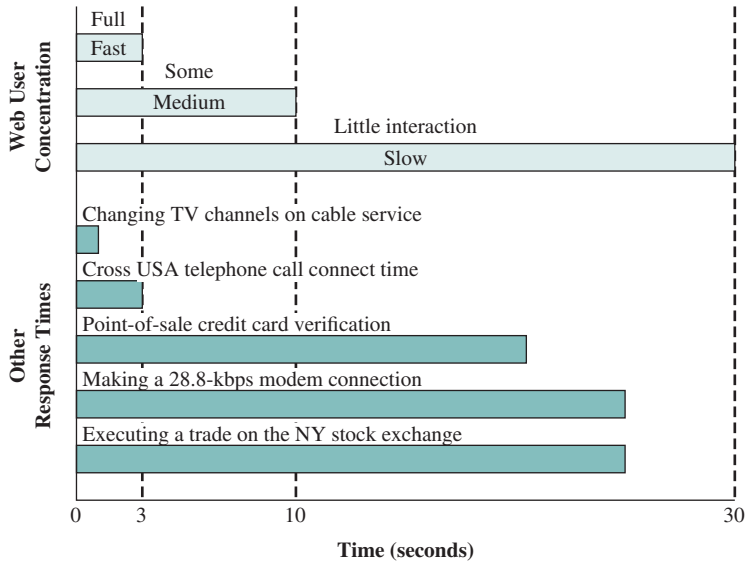 Web User
Concentration
Full
Fast
Some
Medium
Little interaction
Slow
Other
Response Times
Changing TV channels on cable service
Cross USA telephone call connect time
Point-of-sale credit card verification
Making a 28.8-kbps modem connection
Executing a trade on the NY stock exchange
0 3 10 30
Time (seconds)